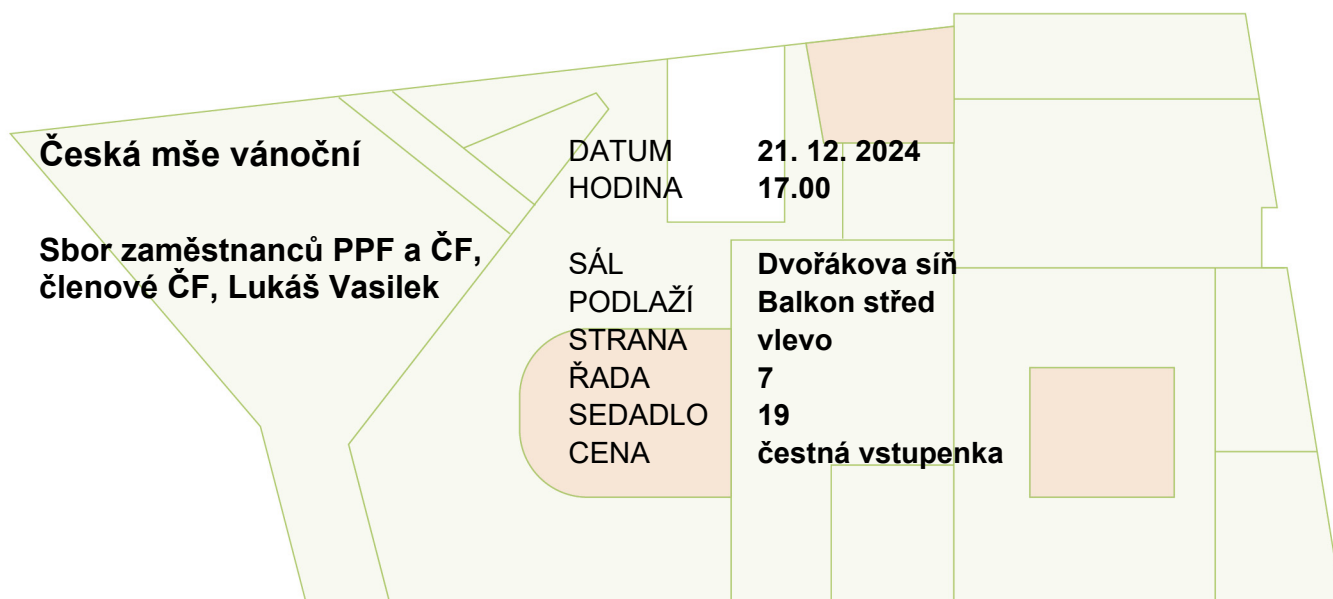 Česká mše vánoční
Sbor zaměstnanců PPF a ČF,
členové ČF, Lukáš Vasilek
DATUM 21. 12. 2024
HODINA 17.00
SÁL Dvořákova síň
PODLAŽÍ Balkon střed
STRANA vlevo
ŘADA 7
SEDADLO 19
CENA čestná vstupenka